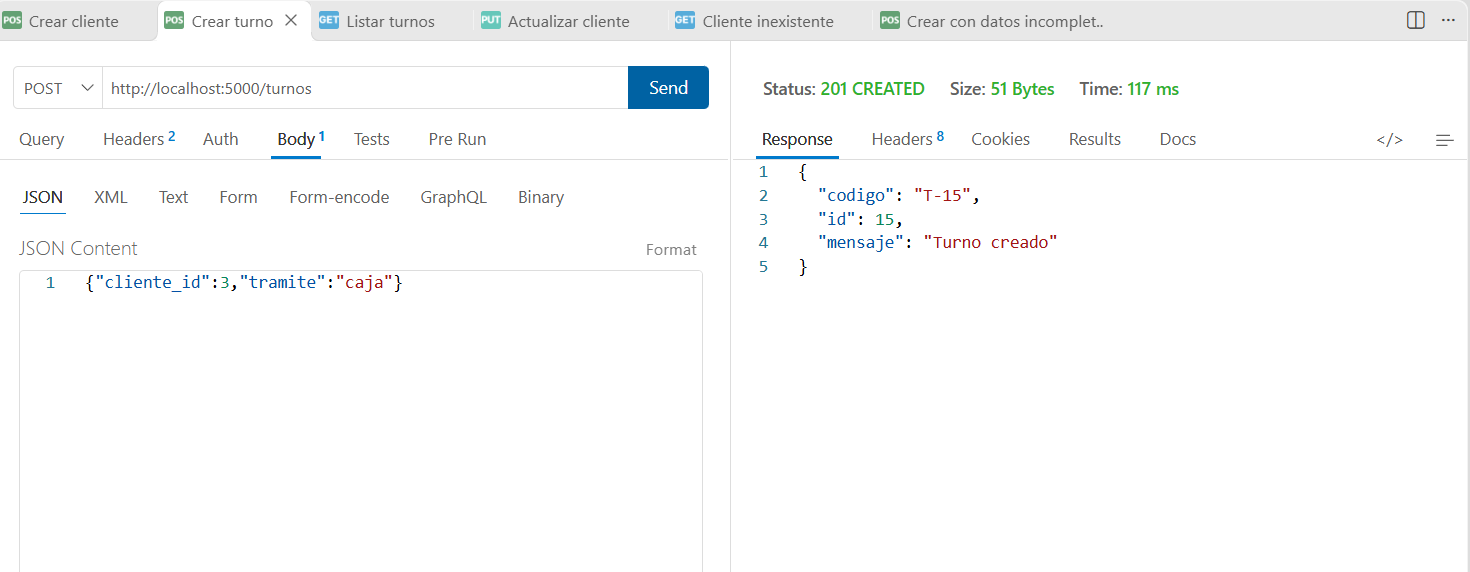 POS Crear cliente POS Crear turno GET Listar turnos PUT Actualizar cliente GET Cliente inexistente POS Crear con datos incomplet..
POST http://localhost:5000/turnos Send
Query Headers 2 Auth Body 1 Tests Pre Run
JSON XML Text Form Form-encode GraphQL Binary
JSON Content Format
1 {"cliente_id":3,"tramite":"caja"}
Status: 201 CREATED Size: 51 Bytes Time: 117 ms
Response Headers 8 Cookies Results Docs </>
1 {
2 "codigo": "T-15",
3 "id": 15,
4 "mensaje": "Turno creado"
5 }